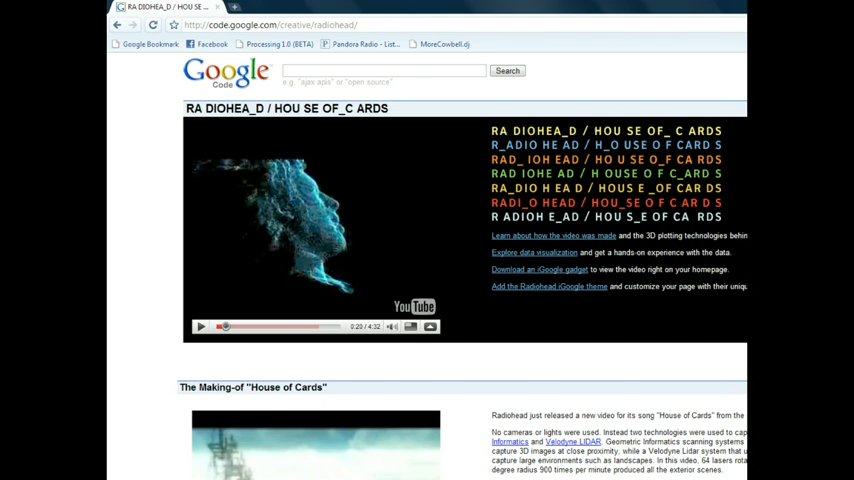 RA DIOHEA_D / HOU SE ...
http://code.google.com/creative/radiohead/
Google Bookmark Facebook Processing 1.0 (BETA) Pandora Radio - List... MoreCowbell.dj
Google
Code
Search
e.g. "ajax apis" or "open source"
RA DIOHEA_D / HOU SE OF_C ARDS
RA DIOHEA_D / HOU SE OF_ C ARDS
R_ADIO HE AD / H_O USE O F CARD S
RAD_ IOH EAD / HO U SE O_F CA RDS
RAD IOHE AD / H OUSE O F C_ARD S
RA_DIO H EA D / HOUS E _OF CAR DS
RADI_O HEAD / HOU_SE O F C AR D S
R ADIOH E_AD / HOU S_E OF CA RDS
Learn about how the video was made and the 3D plotting technologies behin
Explore data visualization and get a hands-on experience with the data.
Download an iGoogle gadget to view the video right on your homepage.
Add the Radiohead iGoogle theme and customize your page with their uniqu
YouTube
0:20 / 4:32
The Making-of "House of Cards"
Radiohead just released a new video for its song "House of Cards" from the
No cameras or lights were used. Instead two technologies were used to cap
Informatics and Velodyne LIDAR. Geometric Informatics scanning systems
capture 3D images at close proximity, while a Velodyne Lidar system that u
capture large environments such as landscapes. In this video, 64 lasers rota
degree radius 900 times per minute produced all the exterior scenes.